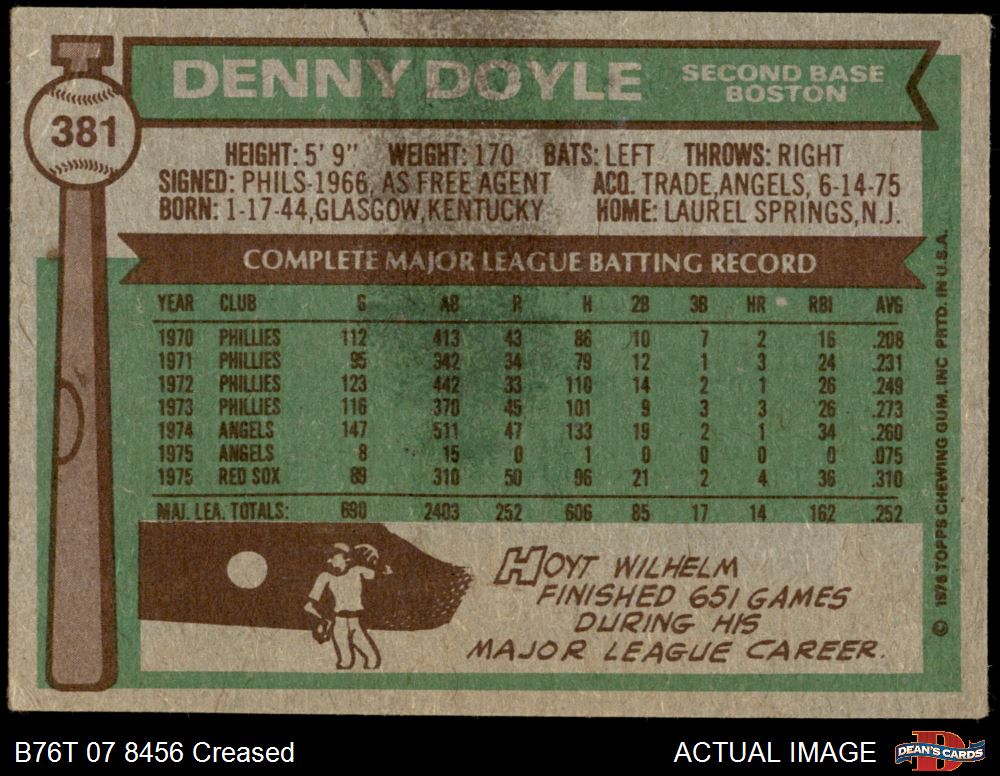 381
DENNY DOYLE
SECOND BASE
BOSTON
HEIGHT: 5' 9" WEIGHT: 170 BATS: LEFT THROWS: RIGHT
SIGNED: PHILS-1966, AS FREE AGENT ACQ. TRADE, ANGELS, 6-14-75
BORN: 1-17-44, GLASGOW, KENTUCKY HOME: LAUREL SPRINGS, N.J.
COMPLETE MAJOR LEAGUE BATTING RECORD
YEAR CLUB G AB R H 2B 3B HR RBI AVG
1970 PHILLIES 112 413 43 86 10 7 2 16 .208
1971 PHILLIES 95 342 34 79 12 1 3 24 .231
1972 PHILLIES 123 442 33 110 14 2 1 26 .249
1973 PHILLIES 116 370 45 101 9 3 3 26 .273
1974 ANGELS 147 511 47 133 19 2 1 34 .260
1975 ANGELS 8 15 0 1 0 0 0 0 .075
1975 RED SOX 89 310 50 96 21 2 4 36 .310
MAJ. LEA. TOTALS: 690 2403 252 606 85 17 14 162 .252
HOYT WILHELM
FINISHED 651 GAMES
DURING HIS
MAJOR LEAGUE CAREER.
© 1976 TOPPS CHEWING GUM, INC. PRTD. IN U.S.A.
B76T 07 8456 Creased
ACTUAL IMAGE
DEAN'S CARDS